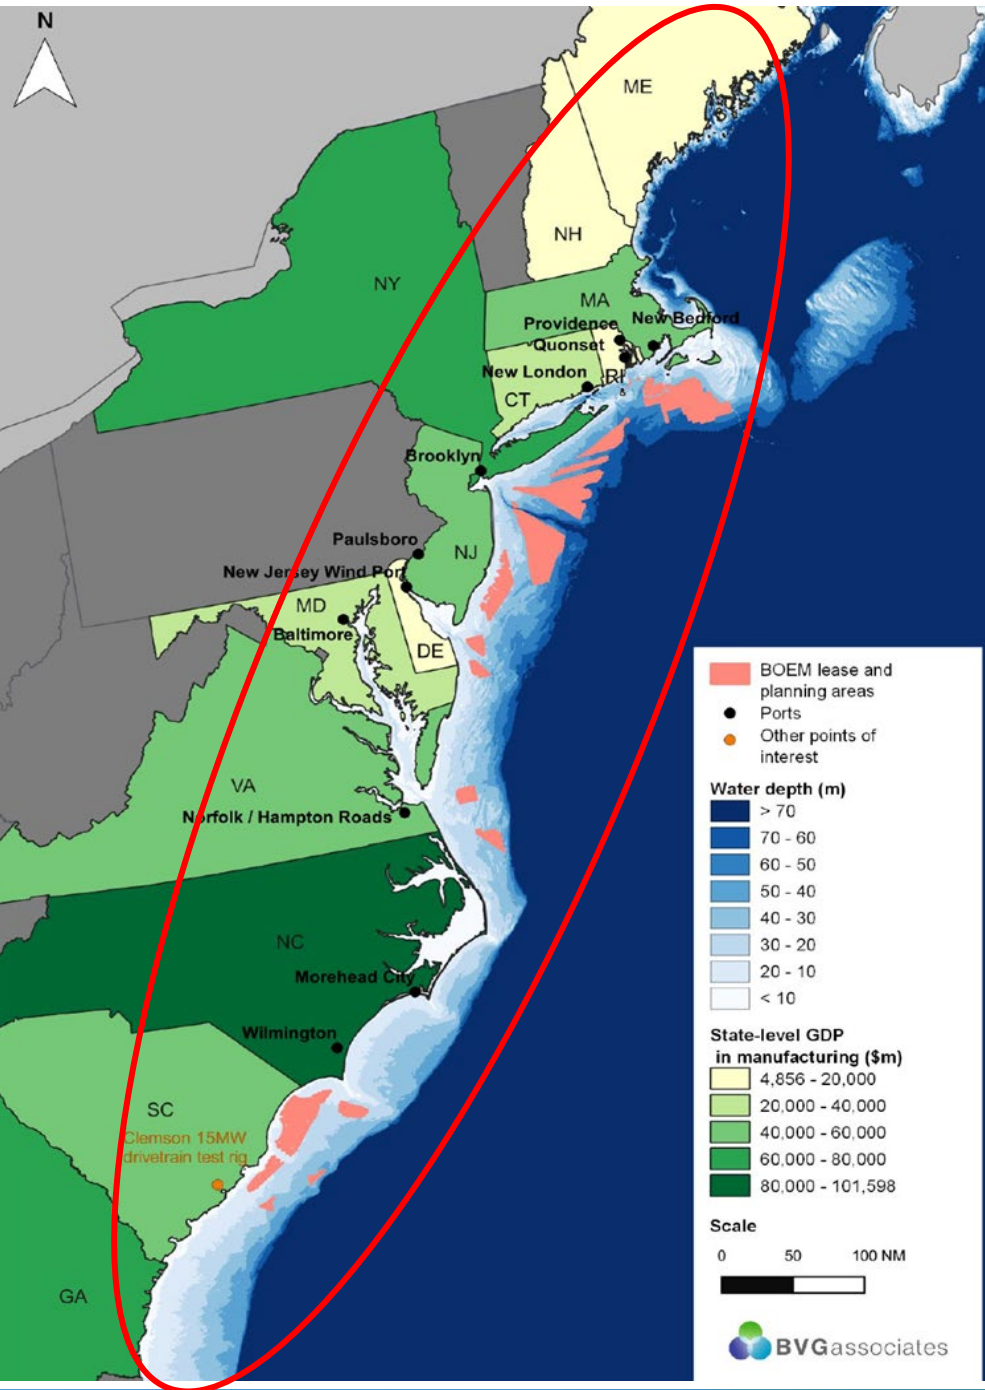 N
ME
NH
NY
MA
Providence
New Bedford
Quonset
RI
New London
CT
Brooklyn
Paulsboro
NJ
New Jersey Wind Port
MD
Baltimore
DE
VA
Norfolk / Hampton Roads
NC
Morehead City
Wilmington
SC
Clemson 15MW
drivetrain test rig
GA
BOEM lease and
planning areas
Ports
Other points of
interest
Water depth (m)
> 70
70 - 60
60 - 50
50 - 40
40 - 30
30 - 20
20 - 10
< 10
State-level GDP
in manufacturing ($m)
4,856 - 20,000
20,000 - 40,000
40,000 - 60,000
60,000 - 80,000
80,000 - 101,598
Scale
0 50 100 NM
BVGassociates